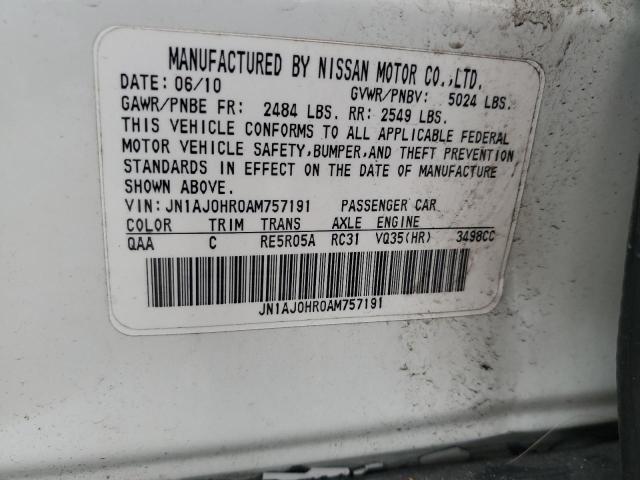 MANUFACTURED BY NISSAN MOTOR CO.,LTD.
DATE: 06/10 GVWR/PNBV: 5024 LBS.
GAWR/PNBE FR: 2484 LBS. RR: 2549 LBS.
THIS VEHICLE CONFORMS TO ALL APPLICABLE FEDERAL
MOTOR VEHICLE SAFETY,BUMPER,AND THEFT PREVENTION
STANDARDS IN EFFECT ON THE DATE OF MANUFACTURE
SHOWN ABOVE.
VIN: JN1AJ0HR0AM757191 PASSENGER CAR
COLOR TRIM TRANS AXLE ENGINE
QAA C RE5R05A RC31 VQ35(HR) 3498CC
JN1AJ0HR0AM757191